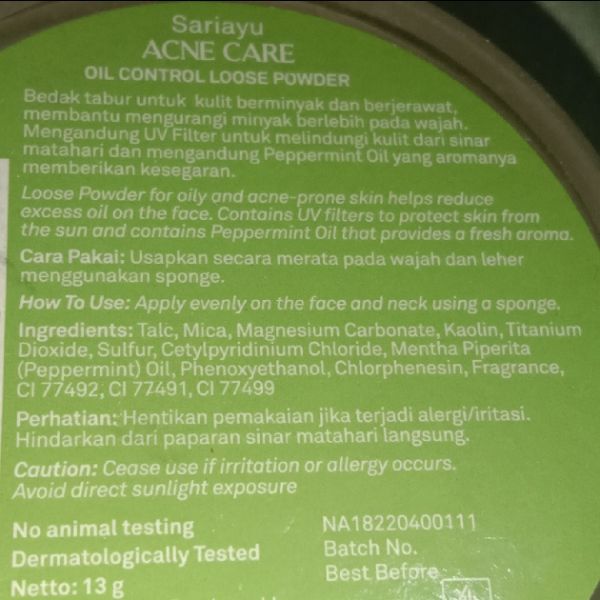 Sariayu
ACNE CARE
OIL CONTROL LOOSE POWDER
Bedak tabur untuk kulit berminyak dan berjerawat,
membantu mengurangi minyak berlebih pada wajah.
Mengandung UV Filter untuk melindungi kulit dari sinar
matahari dan mengandung Peppermint Oil yang aromanya
memberikan kesegaran.
Loose Powder for oily and acne-prone skin helps reduce
excess oil on the face. Contains UV filters to protect skin from
the sun and contains Peppermint Oil that provides a fresh aroma.
Cara Pakai: Usapkan secara merata pada wajah dan leher
menggunakan sponge.
How To Use: Apply evenly on the face and neck using a sponge.
Ingredients: Talc, Mica, Magnesium Carbonate, Kaolin, Titanium
Dioxide, Sulfur, Cetylpyridinium Chloride, Mentha Piperita
(Peppermint) Oil, Phenoxyethanol, Chlorphenesin, Fragrance,
CI 77492, CI 77491, CI 77499
Perhatian: Hentikan pemakaian jika terjadi alergi/iritasi.
Hindarkan dari paparan sinar matahari langsung.
Caution: Cease use if irritation or allergy occurs.
Avoid direct sunlight exposure
No animal testing
Dermatologically Tested
Netto: 13 g
NA18220400111
Batch No.
Best Before